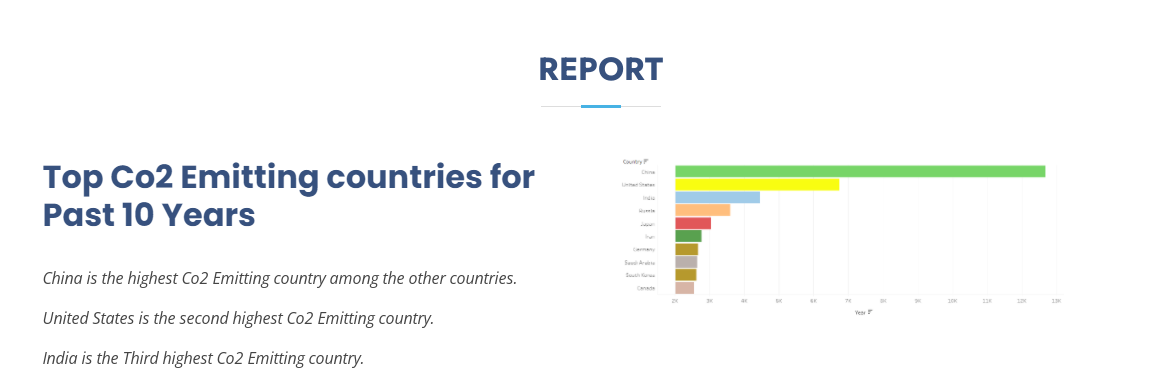 REPORT
Top Co2 Emitting countries for
Past 10 Years
China is the highest Co2 Emitting country among the other countries.
United States is the second highest Co2 Emitting country.
India is the Third highest Co2 Emitting country.
Country
China
United States
India
Russia
Japan
Iran
Germany
Saudi Arabia
South Korea
Canada
2K 3K 4K 5K 6K 7K 8K 9K 10K 11K 12K 13K
Year